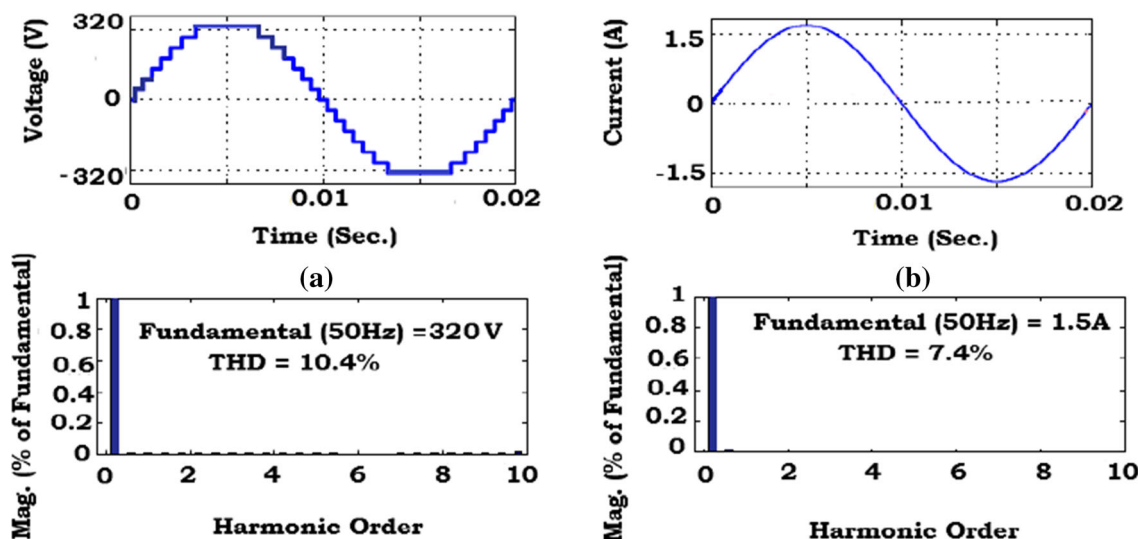 Voltage (V)
320
0
-320
0
0.01
0.02
Time (Sec.)
(a)
Current (A)
1.5
0
-1.5
0
0.01
0.02
Time (Sec.)
(b)
Mag. (% of Fundamental)
1
0.8
0.6
0.4
0.2
0
Fundamental (50Hz) =320 V
THD = 10.4%
0
2
4
6
8
10
Harmonic Order
Mag. (% of Fundamental)
1
0.8
0.6
0.4
0.2
0
Fundamental (50Hz) = 1.5A
THD = 7.4%
0
2
4
6
8
10
Harmonic Order